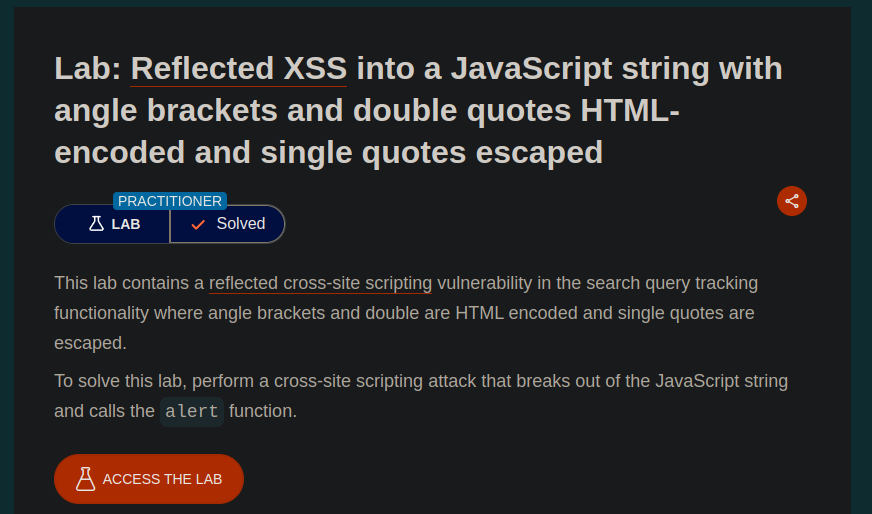 Lab: Reflected XSS into a JavaScript string with
angle brackets and double quotes HTML-
encoded and single quotes escaped
PRACTITIONER
LAB
Solved
This lab contains a reflected cross-site scripting vulnerability in the search query tracking
functionality where angle brackets and double are HTML encoded and single quotes are
escaped.
To solve this lab, perform a cross-site scripting attack that breaks out of the JavaScript string
and calls the alert function.
ACCESS THE LAB